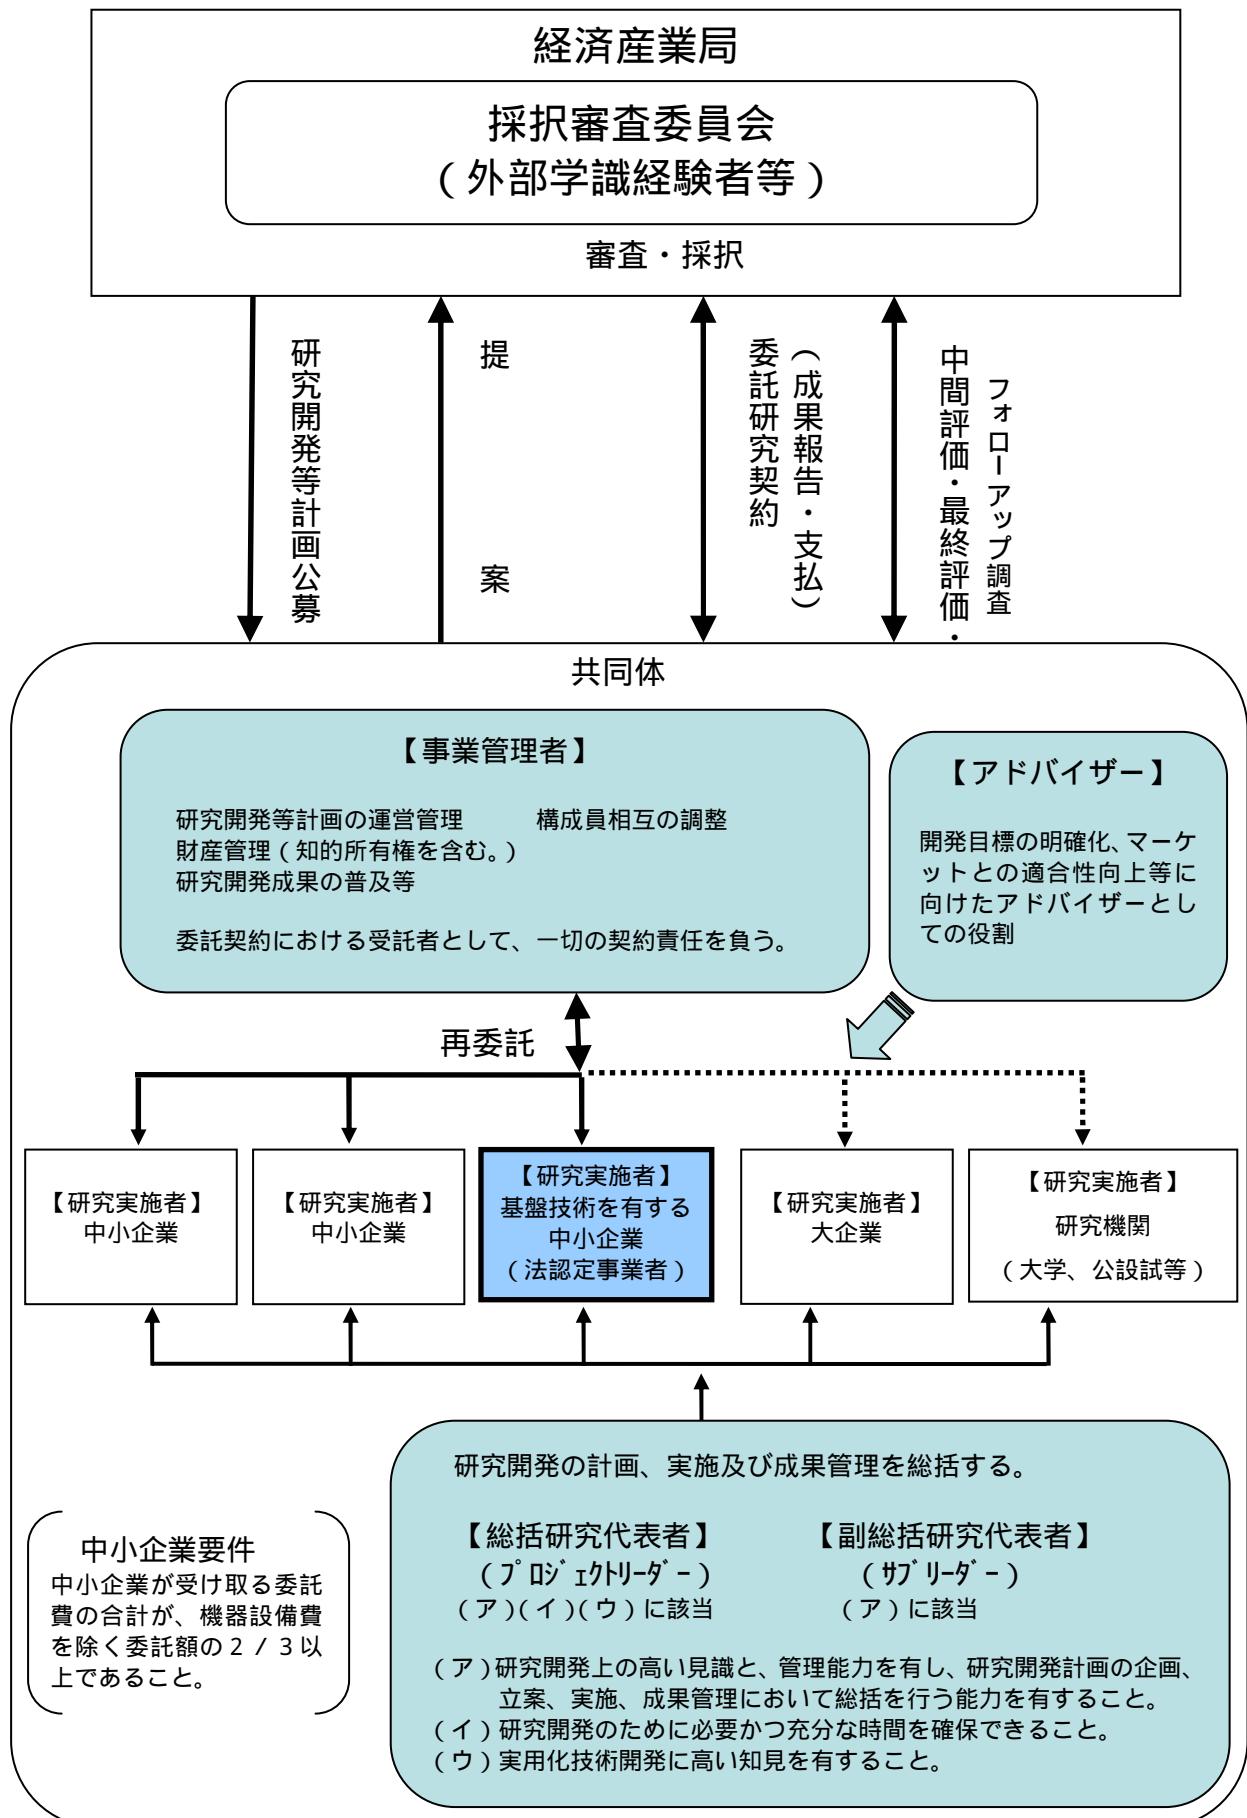 経済産業局
採択審査委員会
（外部学識経験者等）
審査・採択
研究開発等計画公募
提案
委託研究契約
（成果報告・支払）
中間評価・最終評価・
フォローアップ調査
共同体
【事業管理者】
研究開発等計画の運営管理　　　構成員相互の調整
財産管理（知的所有権を含む。）
研究開発成果の普及等
委託契約における受託者として、一切の契約責任を負う。
【アドバイザー】
開発目標の明確化、マーケ
ットとの適合性向上等に
向けたアドバイザーとし
ての役割
再委託
【研究実施者】
中小企業
【研究実施者】
中小企業
【研究実施者】
基盤技術を有する
中小企業
（法認定事業者）
【研究実施者】
大企業
【研究実施者】
研究機関
（大学、公設試等）
研究開発の計画、実施及び成果管理を総括する。
【総括研究代表者】
（ﾌﾟﾛｼﾞｪｸﾄﾘｰﾀﾞｰ）
（ア）（イ）（ウ）に該当
【副総括研究代表者】
（ｻﾌﾞﾘｰﾀﾞｰ）
（ア）に該当
（ア）研究開発上の高い見識と、管理能力を有し、研究開発計画の企画、
立案、実施、成果管理において総括を行う能力を有すること。
（イ）研究開発のために必要かつ充分な時間を確保できること。
（ウ）実用化技術開発に高い知見を有すること。
中小企業要件
中小企業が受け取る委託
費の合計が、機器設備費
を除く委託額の２／３以
上であること。